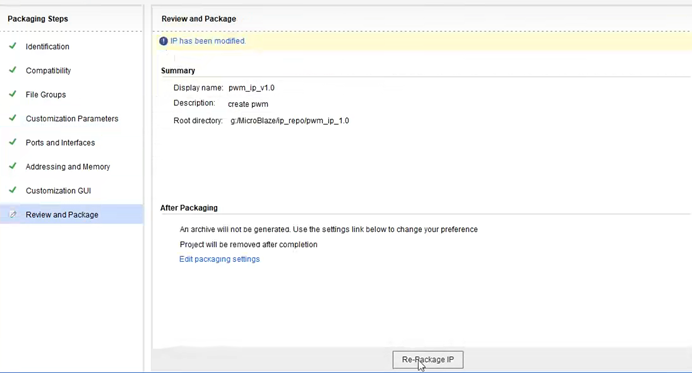 Packaging Steps
Identification
Compatibility
File Groups
Customization Parameters
Ports and Interfaces
Addressing and Memory
Customization GUI
Review and Package
Review and Package
IP has been modified.
Summary
Display name: pwm_ip_v1.0
Description: create pwm
Root directory: g:/MicroBlaze/ip_repo/pwm_ip_1.0
After Packaging
An archive will not be generated. Use the settings link below to change your preference
Project will be removed after completion
Edit packaging settings
Re-Package IP